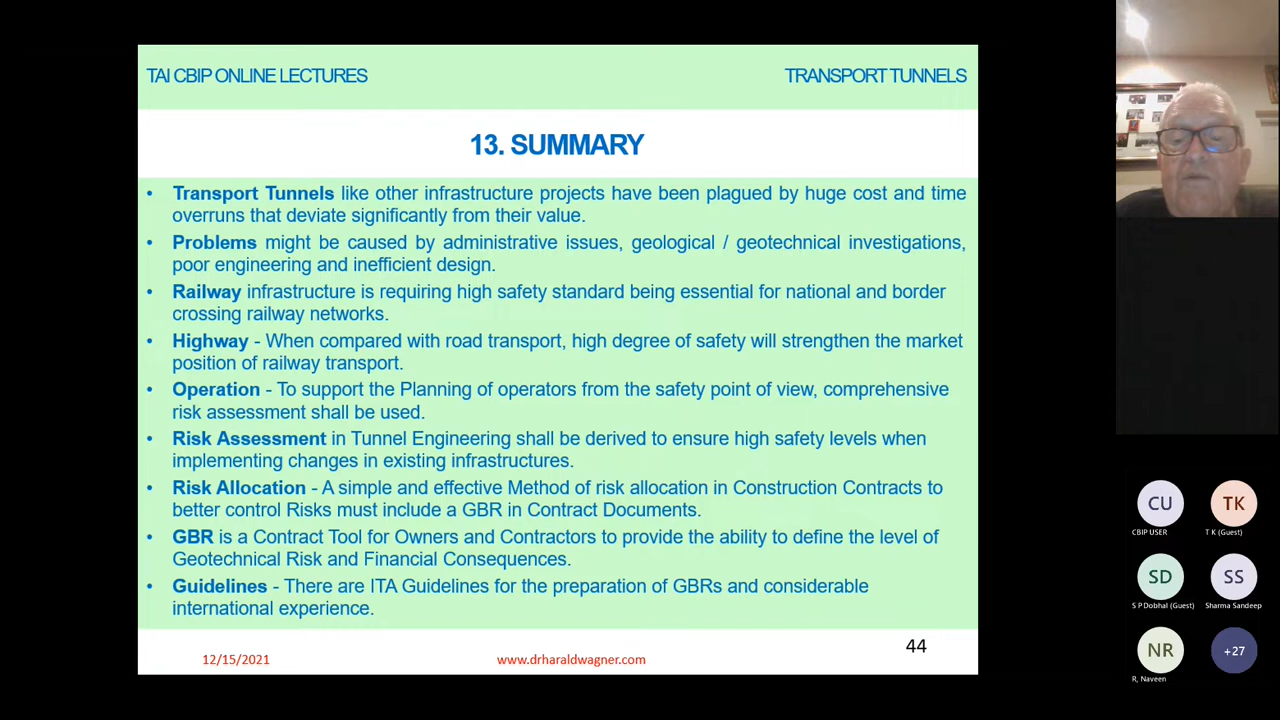 TAI CBIP ONLINE LECTURES
TRANSPORT TUNNELS
13. SUMMARY
• Transport Tunnels like other infrastructure projects have been plagued by huge cost and time
overruns that deviate significantly from their value.
• Problems might be caused by administrative issues, geological / geotechnical investigations,
poor engineering and inefficient design.
• Railway infrastructure is requiring high safety standard being essential for national and border
crossing railway networks.
• Highway - When compared with road transport, high degree of safety will strengthen the market
position of railway transport.
• Operation - To support the Planning of operators from the safety point of view, comprehensive
risk assessment shall be used.
• Risk Assessment in Tunnel Engineering shall be derived to ensure high safety levels when
implementing changes in existing infrastructures.
• Risk Allocation - A simple and effective Method of risk allocation in Construction Contracts to
better control Risks must include a GBR in Contract Documents.
• GBR is a Contract Tool for Owners and Contractors to provide the ability to define the level of
Geotechnical Risk and Financial Consequences.
• Guidelines - There are ITA Guidelines for the preparation of GBRs and considerable
international experience.
12/15/2021
www.drharaldwagner.com
44
CU
CBIP USER
TK
T K (Guest)
SD
S P Dobhal (Guest)
SS
Sharma Sandeep
NR
R, Naveen
+27